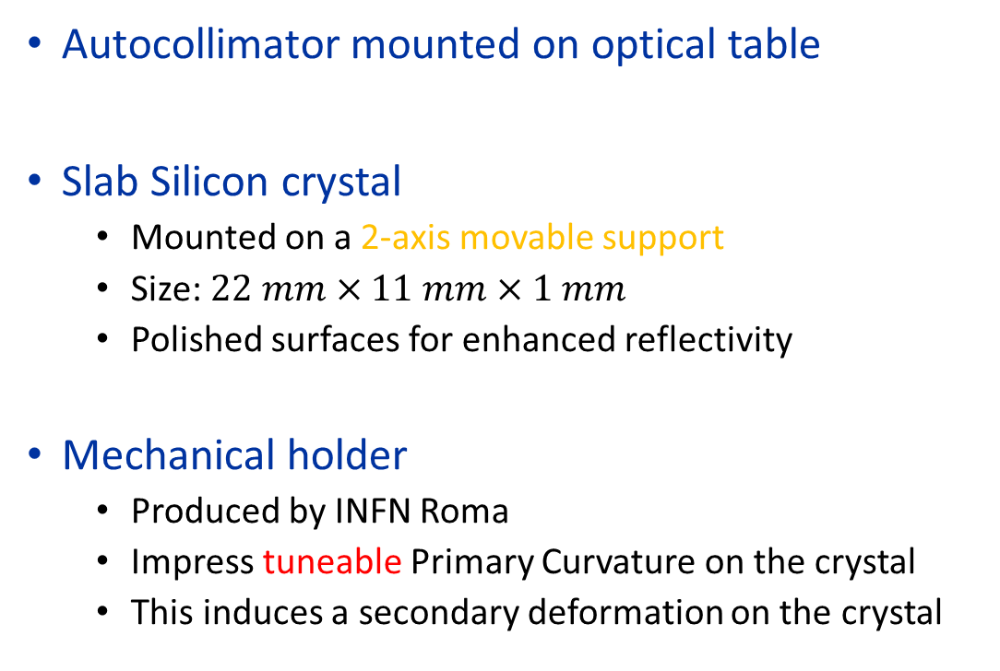 • Autocollimator mounted on optical table
• Slab Silicon crystal
• Mounted on a 2-axis movable support
• Size: 22 mm × 11 mm × 1 mm
• Polished surfaces for enhanced reflectivity
• Mechanical holder
• Produced by INFN Roma
• Impress tuneable Primary Curvature on the crystal
• This induces a secondary deformation on the crystal